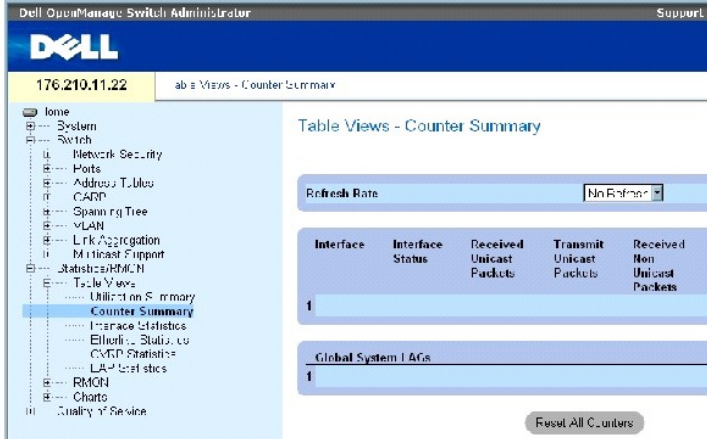 Dell OpenManage Switch Administrator
Support
DELL
176.210.11.22
Table Views - Counter Summary
Home
System
Switch
Network Security
Ports
Address Tables
GARP
Spanning Tree
VLAN
Link Aggregation
Multicast Support
Statistics/RMON
Table Views
Utilization Summary
Counter Summary
Interface Statistics
Etherlike Statistics
GVRP Statistics
EAP Statistics
RMON
Charts
Quality of Service
Table Views - Counter Summary
Refresh Rate
No Refresh
Interface
Interface Status
Received Unicast Packets
Transmit Unicast Packets
Received Non Unicast Packets
1
Global System LAGs
1
Reset All Counters